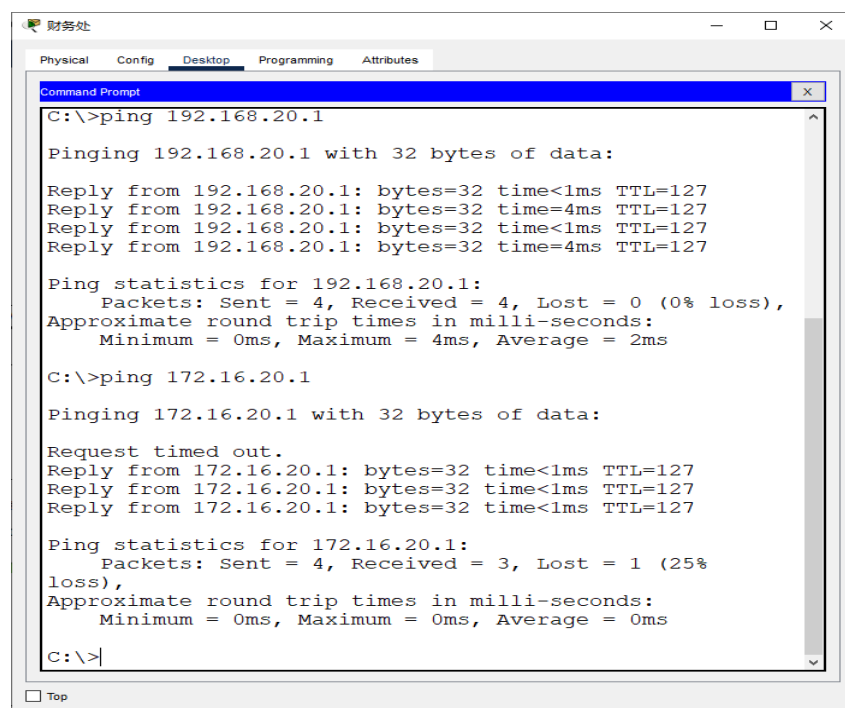 财务处
Physical Config Desktop Programming Attributes
Command Prompt X
C:\>ping 192.168.20.1
Pinging 192.168.20.1 with 32 bytes of data:
Reply from 192.168.20.1: bytes=32 time<1ms TTL=127
Reply from 192.168.20.1: bytes=32 time=4ms TTL=127
Reply from 192.168.20.1: bytes=32 time<1ms TTL=127
Reply from 192.168.20.1: bytes=32 time=4ms TTL=127
Ping statistics for 192.168.20.1:
Packets: Sent = 4, Received = 4, Lost = 0 (0% loss),
Approximate round trip times in milli-seconds:
Minimum = 0ms, Maximum = 4ms, Average = 2ms
C:\>ping 172.16.20.1
Pinging 172.16.20.1 with 32 bytes of data:
Request timed out.
Reply from 172.16.20.1: bytes=32 time<1ms TTL=127
Reply from 172.16.20.1: bytes=32 time<1ms TTL=127
Reply from 172.16.20.1: bytes=32 time<1ms TTL=127
Ping statistics for 172.16.20.1:
Packets: Sent = 4, Received = 3, Lost = 1 (25%
loss),
Approximate round trip times in milli-seconds:
Minimum = 0ms, Maximum = 0ms, Average = 0ms
C:\>
Top